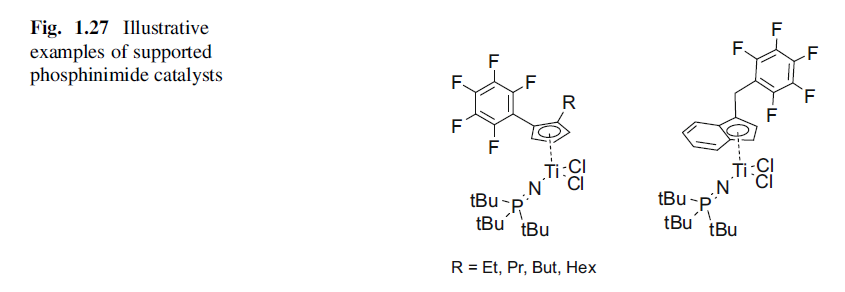 Fig. 1.27 Illustrative
examples of supported
phosphinimide catalysts
F
F
F
F
F
R
Ti
Cl
Cl
N
tBu
P
tBu
tBu
F
F
F
F
F
Ti
Cl
Cl
N
tBu
P
tBu
tBu
R = Et, Pr, But, Hex